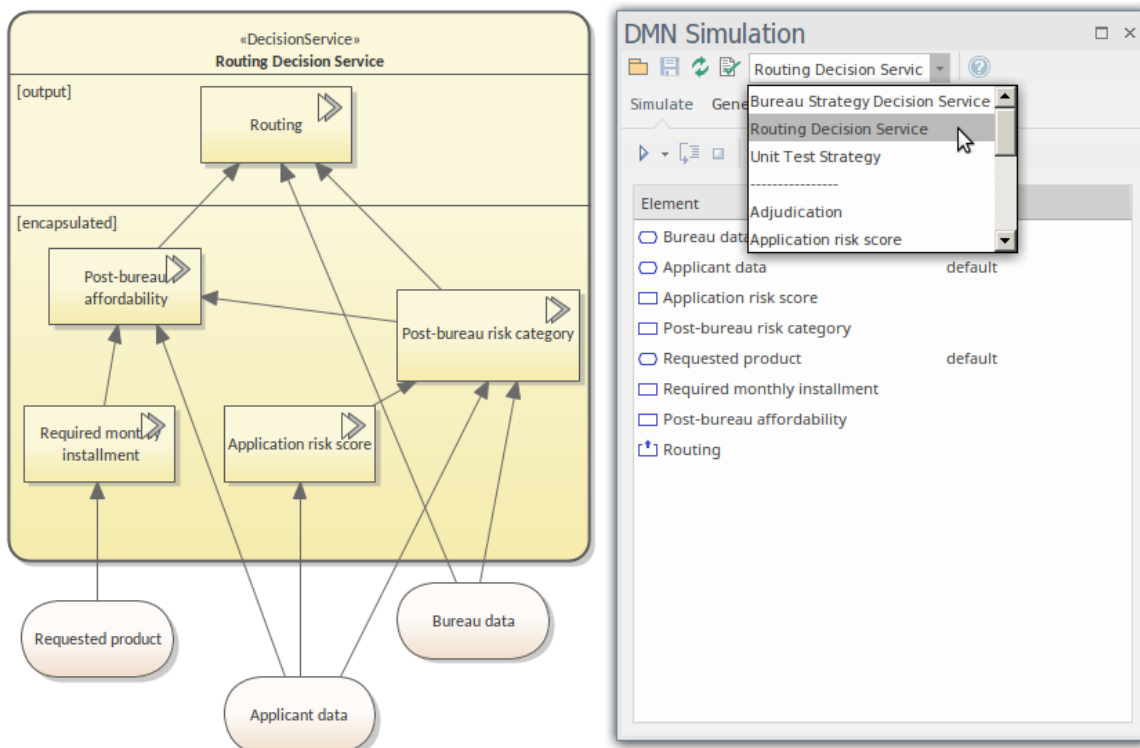 «DecisionService»
Routing Decision Service
[output]
Routing
[encapsulated]
Post-bureau
affordability
Post-bureau risk category
Required monthly
installment
Application risk score
Requested product
Bureau data
Applicant data
DMN Simulation
Routing Decision Servic
Simulate Gene
Bureau Strategy Decision Service
Routing Decision Service
Unit Test Strategy
----------------
Adjudication
Application risk score
Element
Bureau data
Applicant data default
Application risk score
Post-bureau risk category
Requested product default
Required monthly installment
Post-bureau affordability
Routing